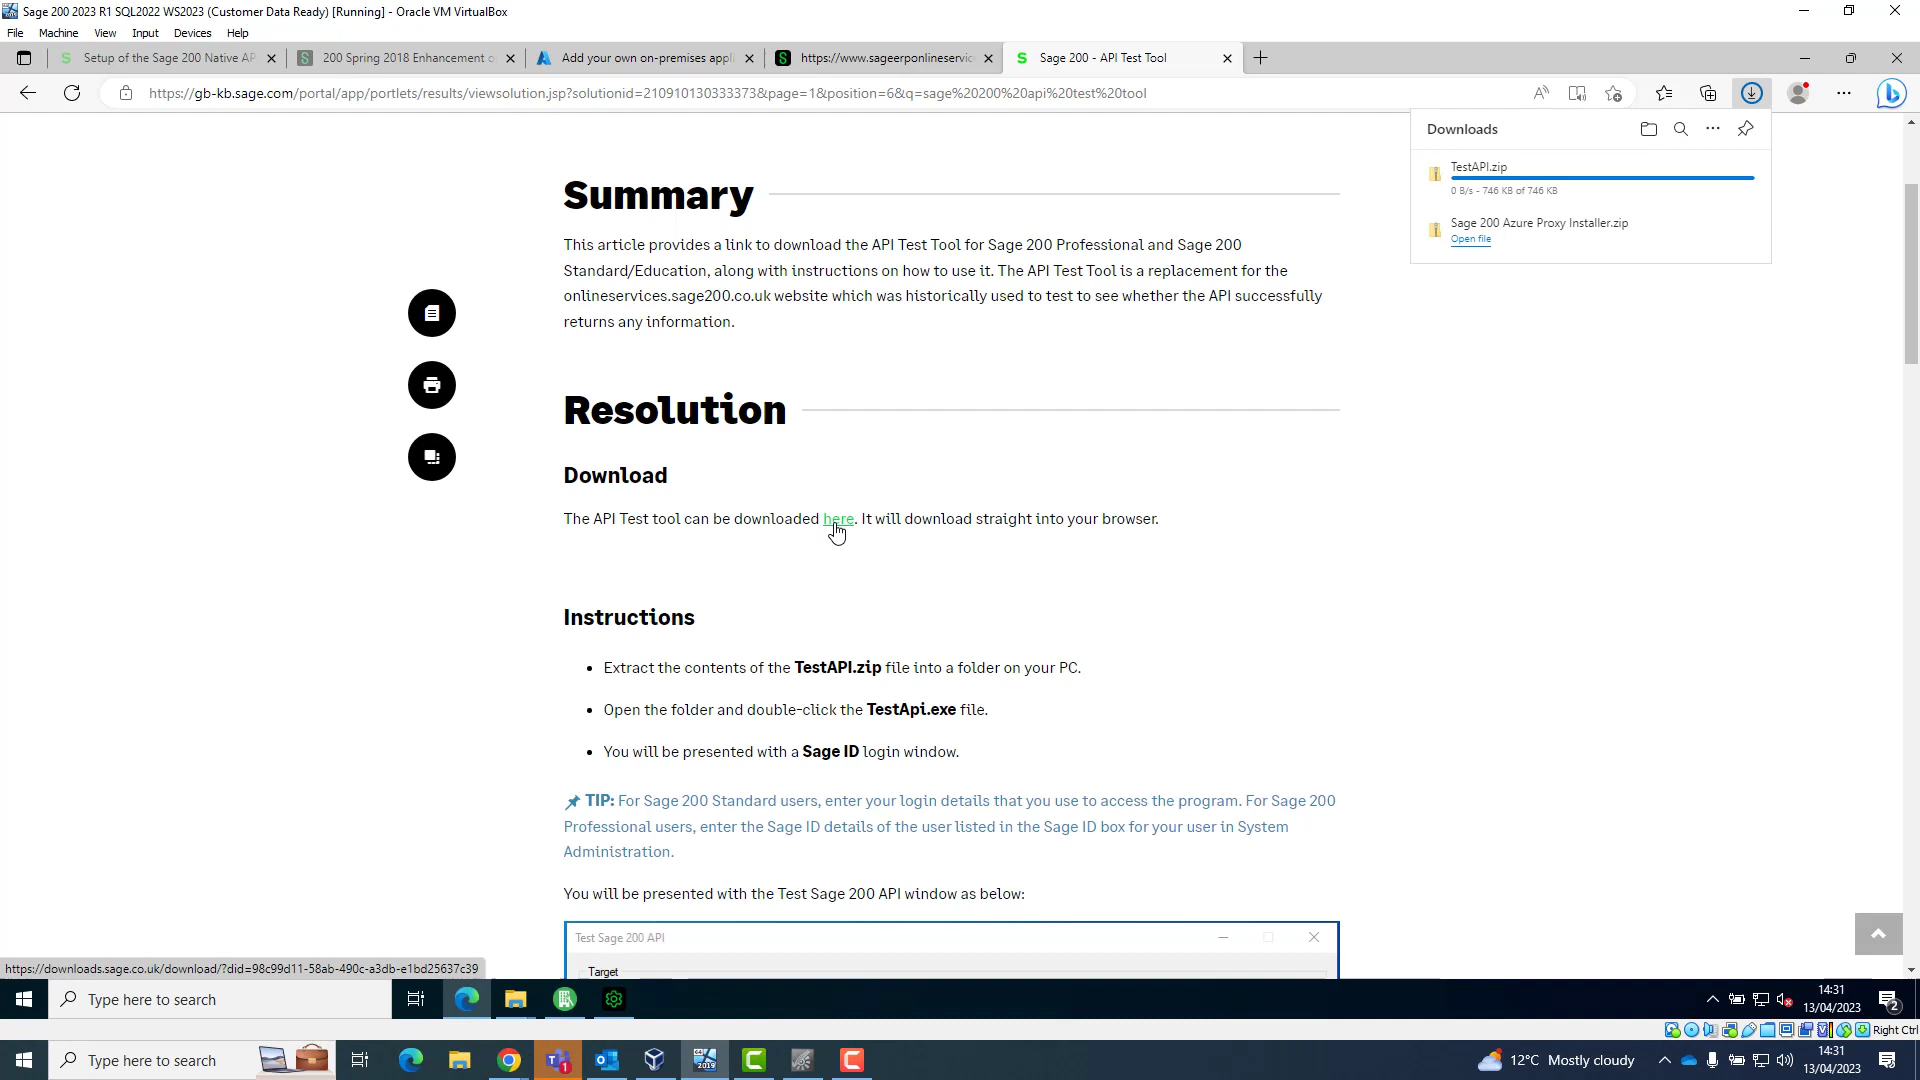 Sage 200 2023 R1 SQL2022 WS2023 (Customer Data Ready) [Running] - Oracle VM VirtualBox
File Machine View Input Devices Help
Setup of the Sage 200 Native AP
200 Spring 2018 Enhancement o
Add your own on-premises appl
https://www.sageerponlineservic
Sage 200 - API Test Tool
https://gb-kb.sage.com/portal/app/portlets/results/viewsolution.jsp?solutionid=210910130333373&page=1&position=6&q=sage%20200%20api%20test%20tool
Downloads
TestAPI.zip
0 B/s - 746 KB of 746 KB
Sage 200 Azure Proxy Installer.zip
Open file
Summary
This article provides a link to download the API Test Tool for Sage 200 Professional and Sage 200
Standard/Education, along with instructions on how to use it. The API Test Tool is a replacement for the
onlineservices.sage200.co.uk website which was historically used to test to see whether the API successfully
returns any information.
Resolution
Download
The API Test tool can be downloaded here. It will download straight into your browser.
Instructions
• Extract the contents of the TestAPI.zip file into a folder on your PC.
• Open the folder and double-click the TestApi.exe file.
• You will be presented with a Sage ID login window.
TIP: For Sage 200 Standard users, enter your login details that you use to access the program. For Sage 200
Professional users, enter the Sage ID details of the user listed in the Sage ID box for your user in System
Administration.
You will be presented with the Test Sage 200 API window as below:
Test Sage 200 API
Target
https://downloads.sage.co.uk/download/?did=98c99d11-58ab-490c-a3db-e1bd25637c39
Type here to search
14:31
13/04/2023
2
Right Ctrl
Type here to search
1
2019
12°C Mostly cloudy
14:31
13/04/2023